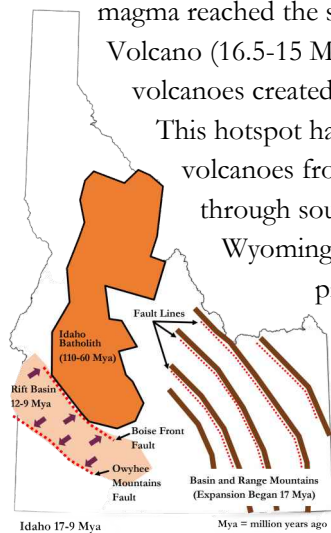 magma reached the s
Volcano (16.5-15 M
volcanoes created
This hotspot ha
volcanoes fro
through sou
Wyoming
p
Fault Lines
Idaho
Batholith
(110-60 Mya)
Rift Basin
12-9 Mya
Boise Front
Fault
Owyhee
Mountains
Fault
Basin and Range Mountains
(Expansion Began 17 Mya)
Idaho 17-9 Mya
Mya = million years ago